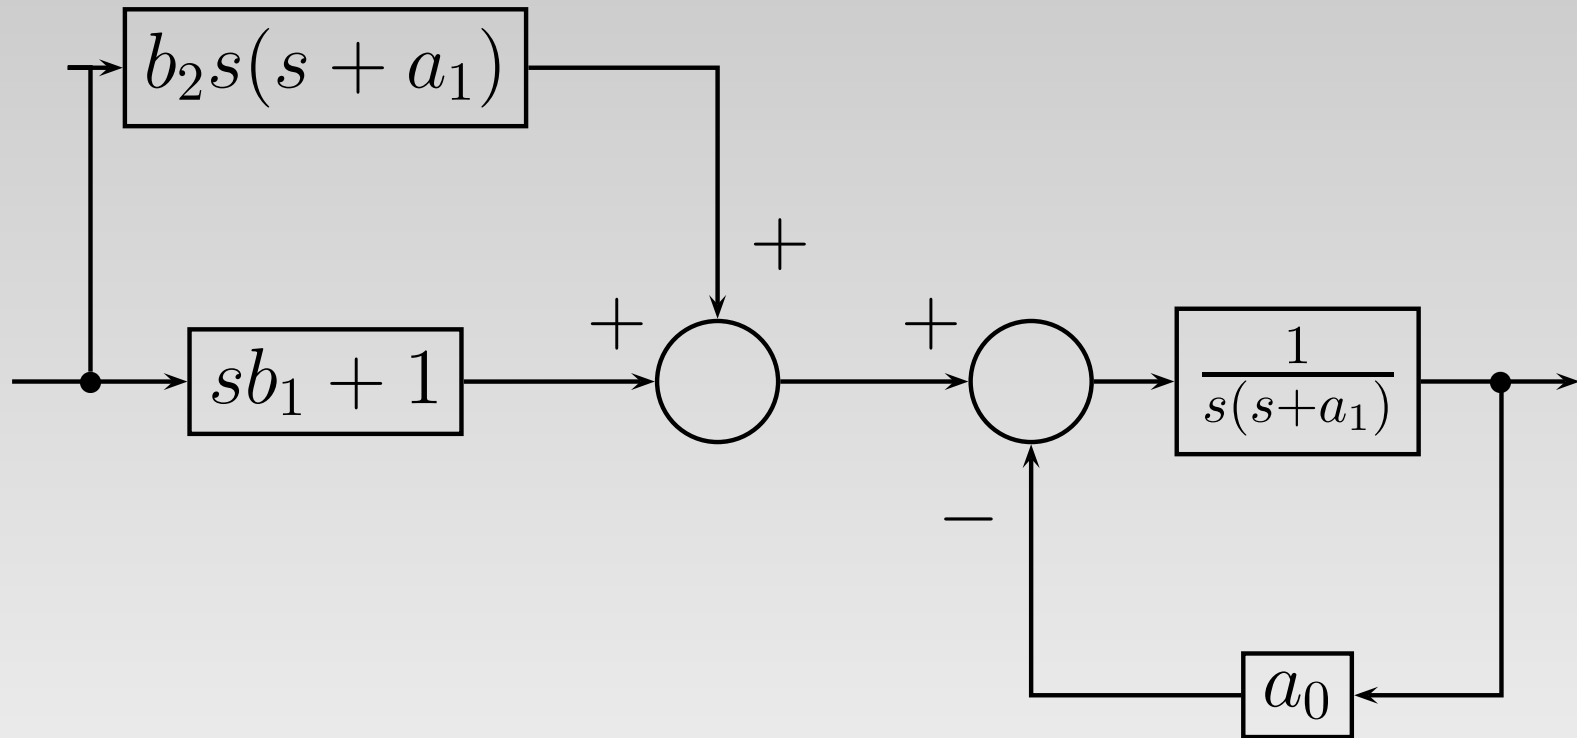 b₂s(s + a₁)
+
+
+
sb₁ + 1
1
s(s+a₁)
−
a₀